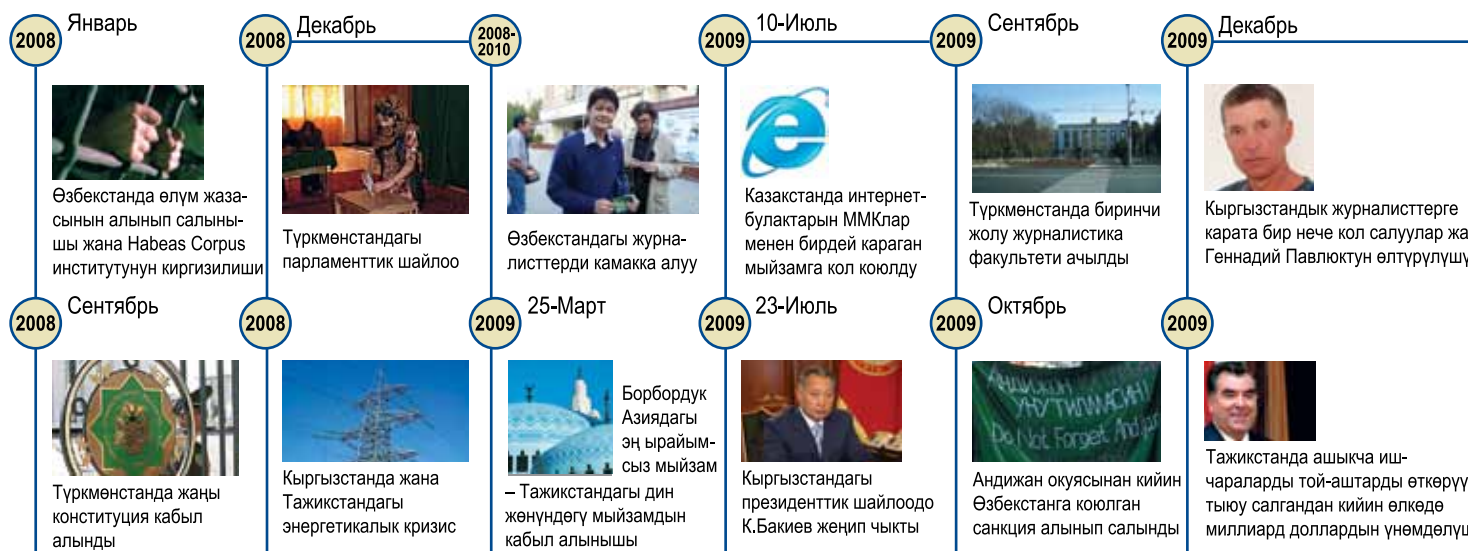 2008
Январь
Өзбекстанда өлүм жаза-
сынын алынып салыны-
шы жана Habeas Corpus
институтунун киргизилиши
2008
Декабрь
Түркмөнстандагы
парламенттик шайлоо
2008-
2010
Өзбекстандагы журна-
листтерди камакка алуу
2009
10-Июль
Казакстанда интернет-
булактарын ММКлар
менен бирдей караган
мыйзамга кол коюлду
2009
Сентябрь
Түркмөнстанда биринчи
жолу журналистика
факультети ачылды
2009
Декабрь
Кыргызстандык журналисттерге
карата бир нече кол салуулар жа
Геннадий Павлюктун өлтүрүлүшү
2008
Сентябрь
Түркмөнстанда жаңы
конституция кабыл
алынды
2008
Кыргызстанда жана
Тажикстандагы
энергетикалык кризис
2009
25-Март
Борбордук
Азиядагы
эң ырайым-
сыз мыйзам
– Тажикстандагы дин
жөнүндөгү мыйзамдын
кабыл алынышы
2009
23-Июль
Кыргызстандагы
президенттик шайлоодо
К.Бакиев жеңип чыкты
2009
Октябрь
АНДИЖОН
УНУТИЛМАСИН!
Do Not Forget
Андижан окуясынан кийин
Өзбекстанга коюлган
санкция алынып салынды
2009
Тажикстанда ашыкча иш-
чараларды той-аштарды өткөрүү
тыюу салгандан кийин өлкөдө
миллиард доллардын үнөмдөлүш